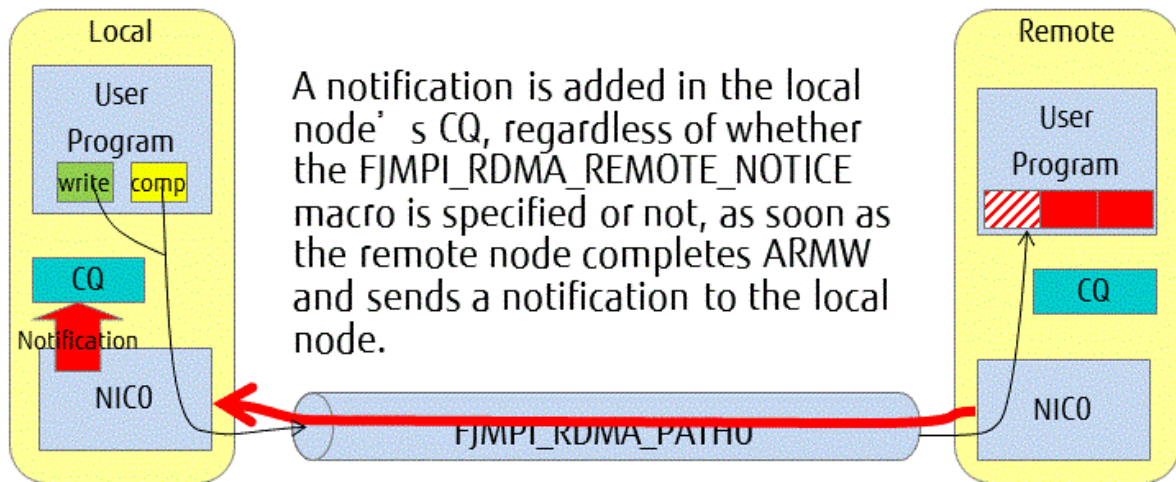 Local
User
Program
write
comp
CQ
Notification
NIC0
A notification is added in the local
node's CQ, regardless of whether
the FJMPI_RDMA_REMOTE_NOTICE
macro is specified or not, as soon as
the remote node completes ARMW
and sends a notification to the local
node.
FJMPI_RDMA_PATH0
Remote
User
Program
CQ
NIC0